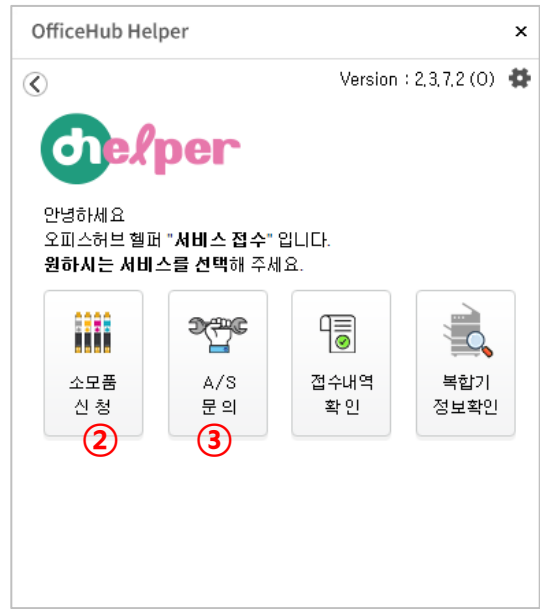 OfficeHub Helper ×
Version : 2,3,7,2 (O)
ohelper
안녕하세요
오피스허브 헬퍼 "서비스 접수" 입니다.
원하시는 서비스를 선택해 주세요.
소모품
신 청
②
A/S
문 의
③
접수내역
확 인
복합기
정보확인